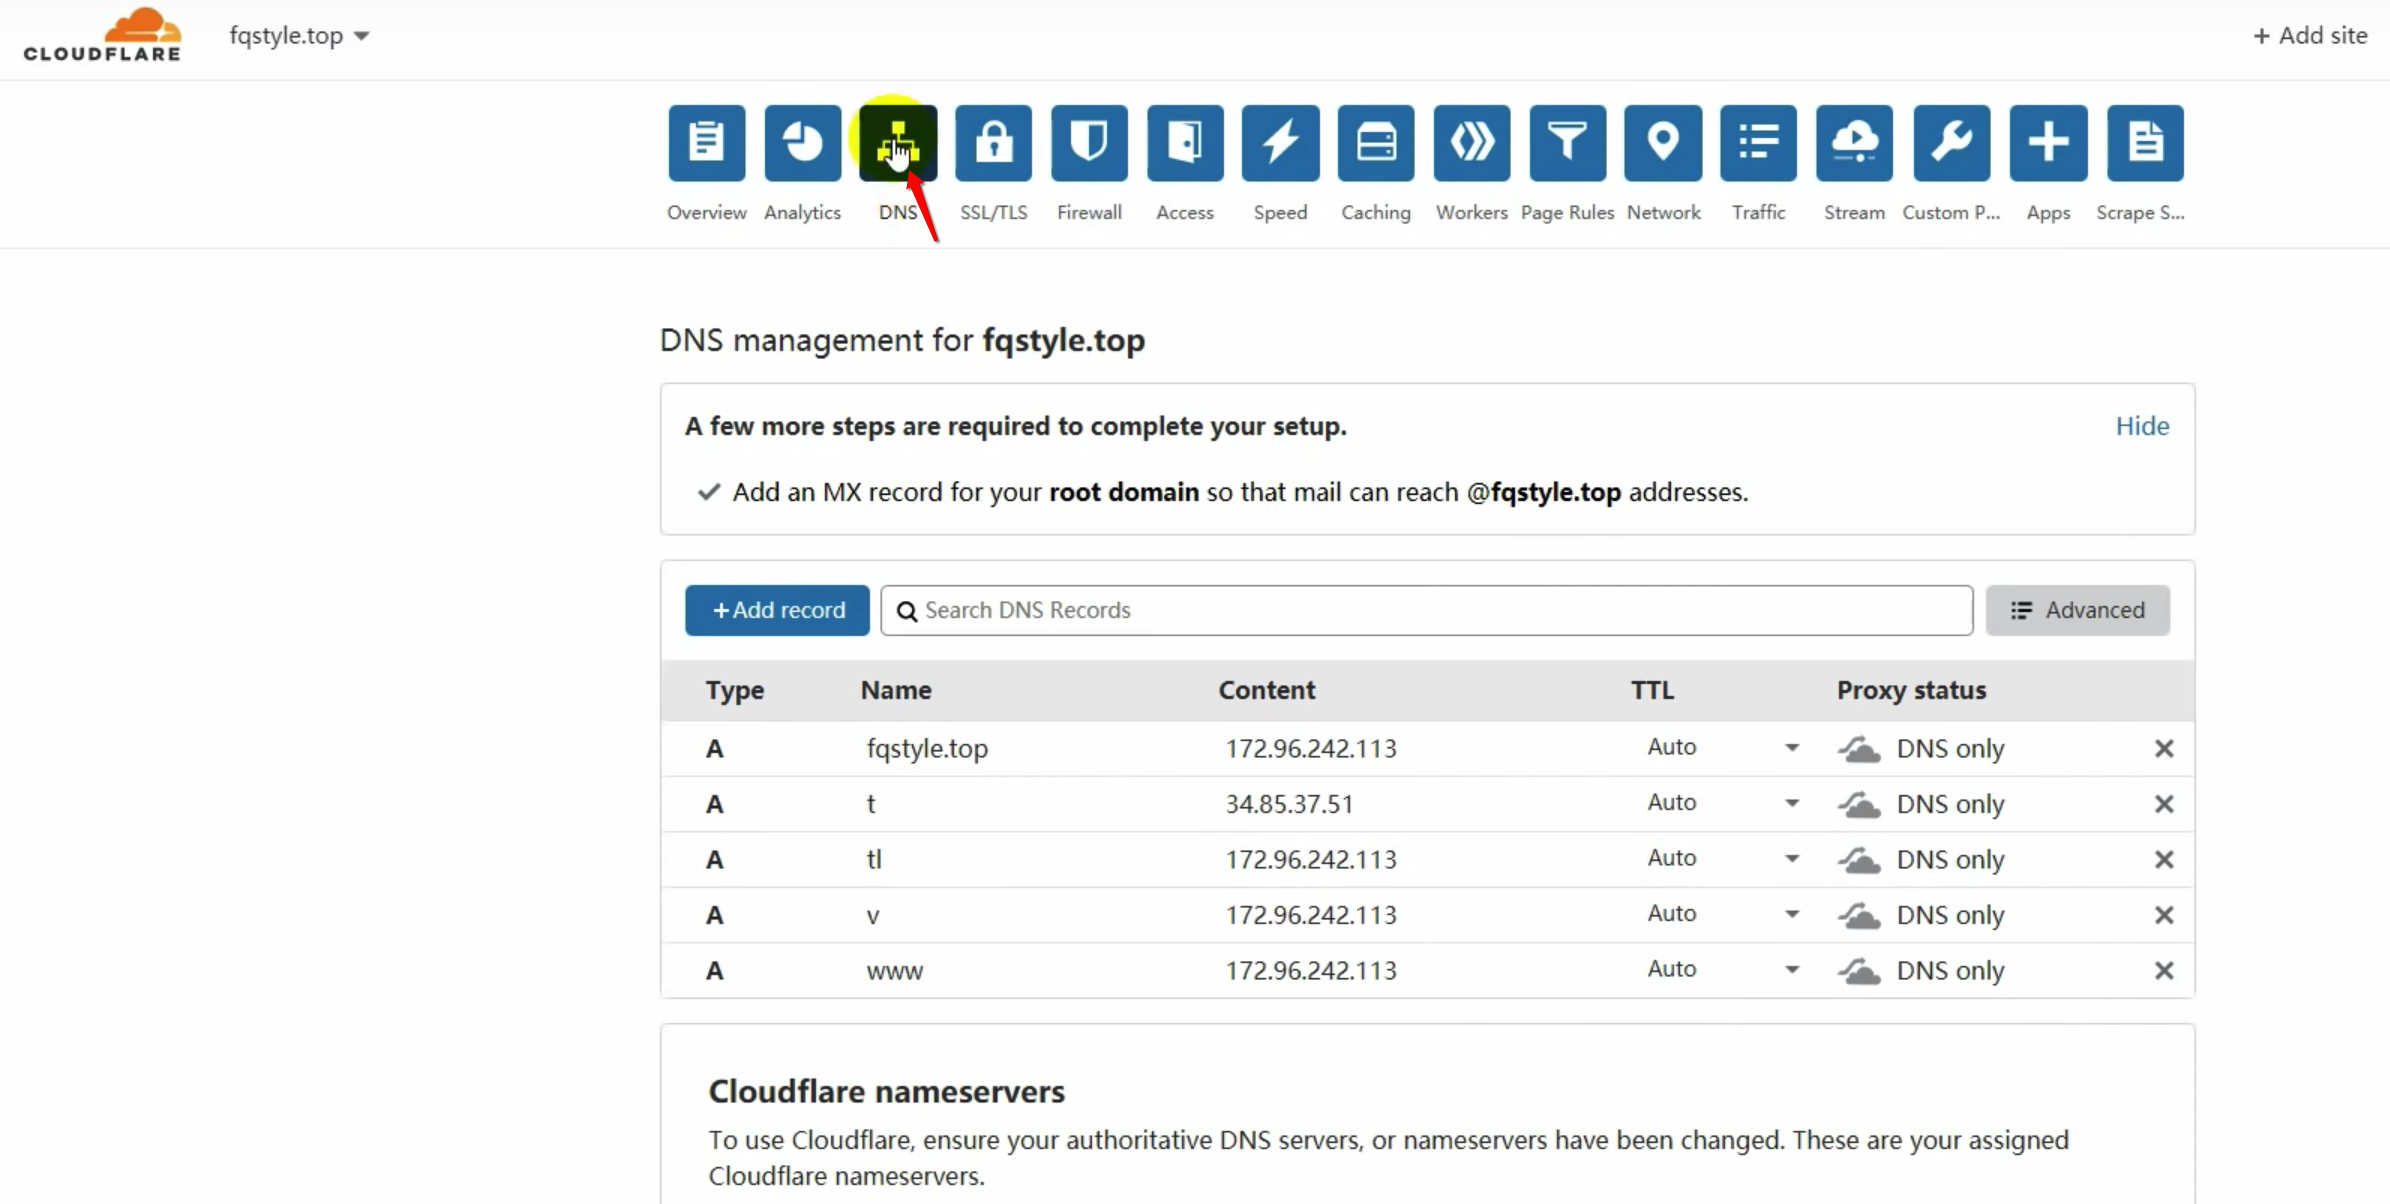 CLOUDFLARE
fqstyle.top
+ Add site
Overview Analytics DNS SSL/TLS Firewall Access Speed Caching Workers Page Rules Network Traffic Stream Custom P... Apps Scrape S...
DNS management for fqstyle.top
A few more steps are required to complete your setup.
Hide
Add an MX record for your root domain so that mail can reach @fqstyle.top addresses.
+Add record
Search DNS Records
Advanced
Type Name Content TTL Proxy status
A fqstyle.top 172.96.242.113 Auto DNS only
A t 34.85.37.51 Auto DNS only
A tl 172.96.242.113 Auto DNS only
A v 172.96.242.113 Auto DNS only
A www 172.96.242.113 Auto DNS only
Cloudflare nameservers
To use Cloudflare, ensure your authoritative DNS servers, or nameservers have been changed. These are your assigned
Cloudflare nameservers.